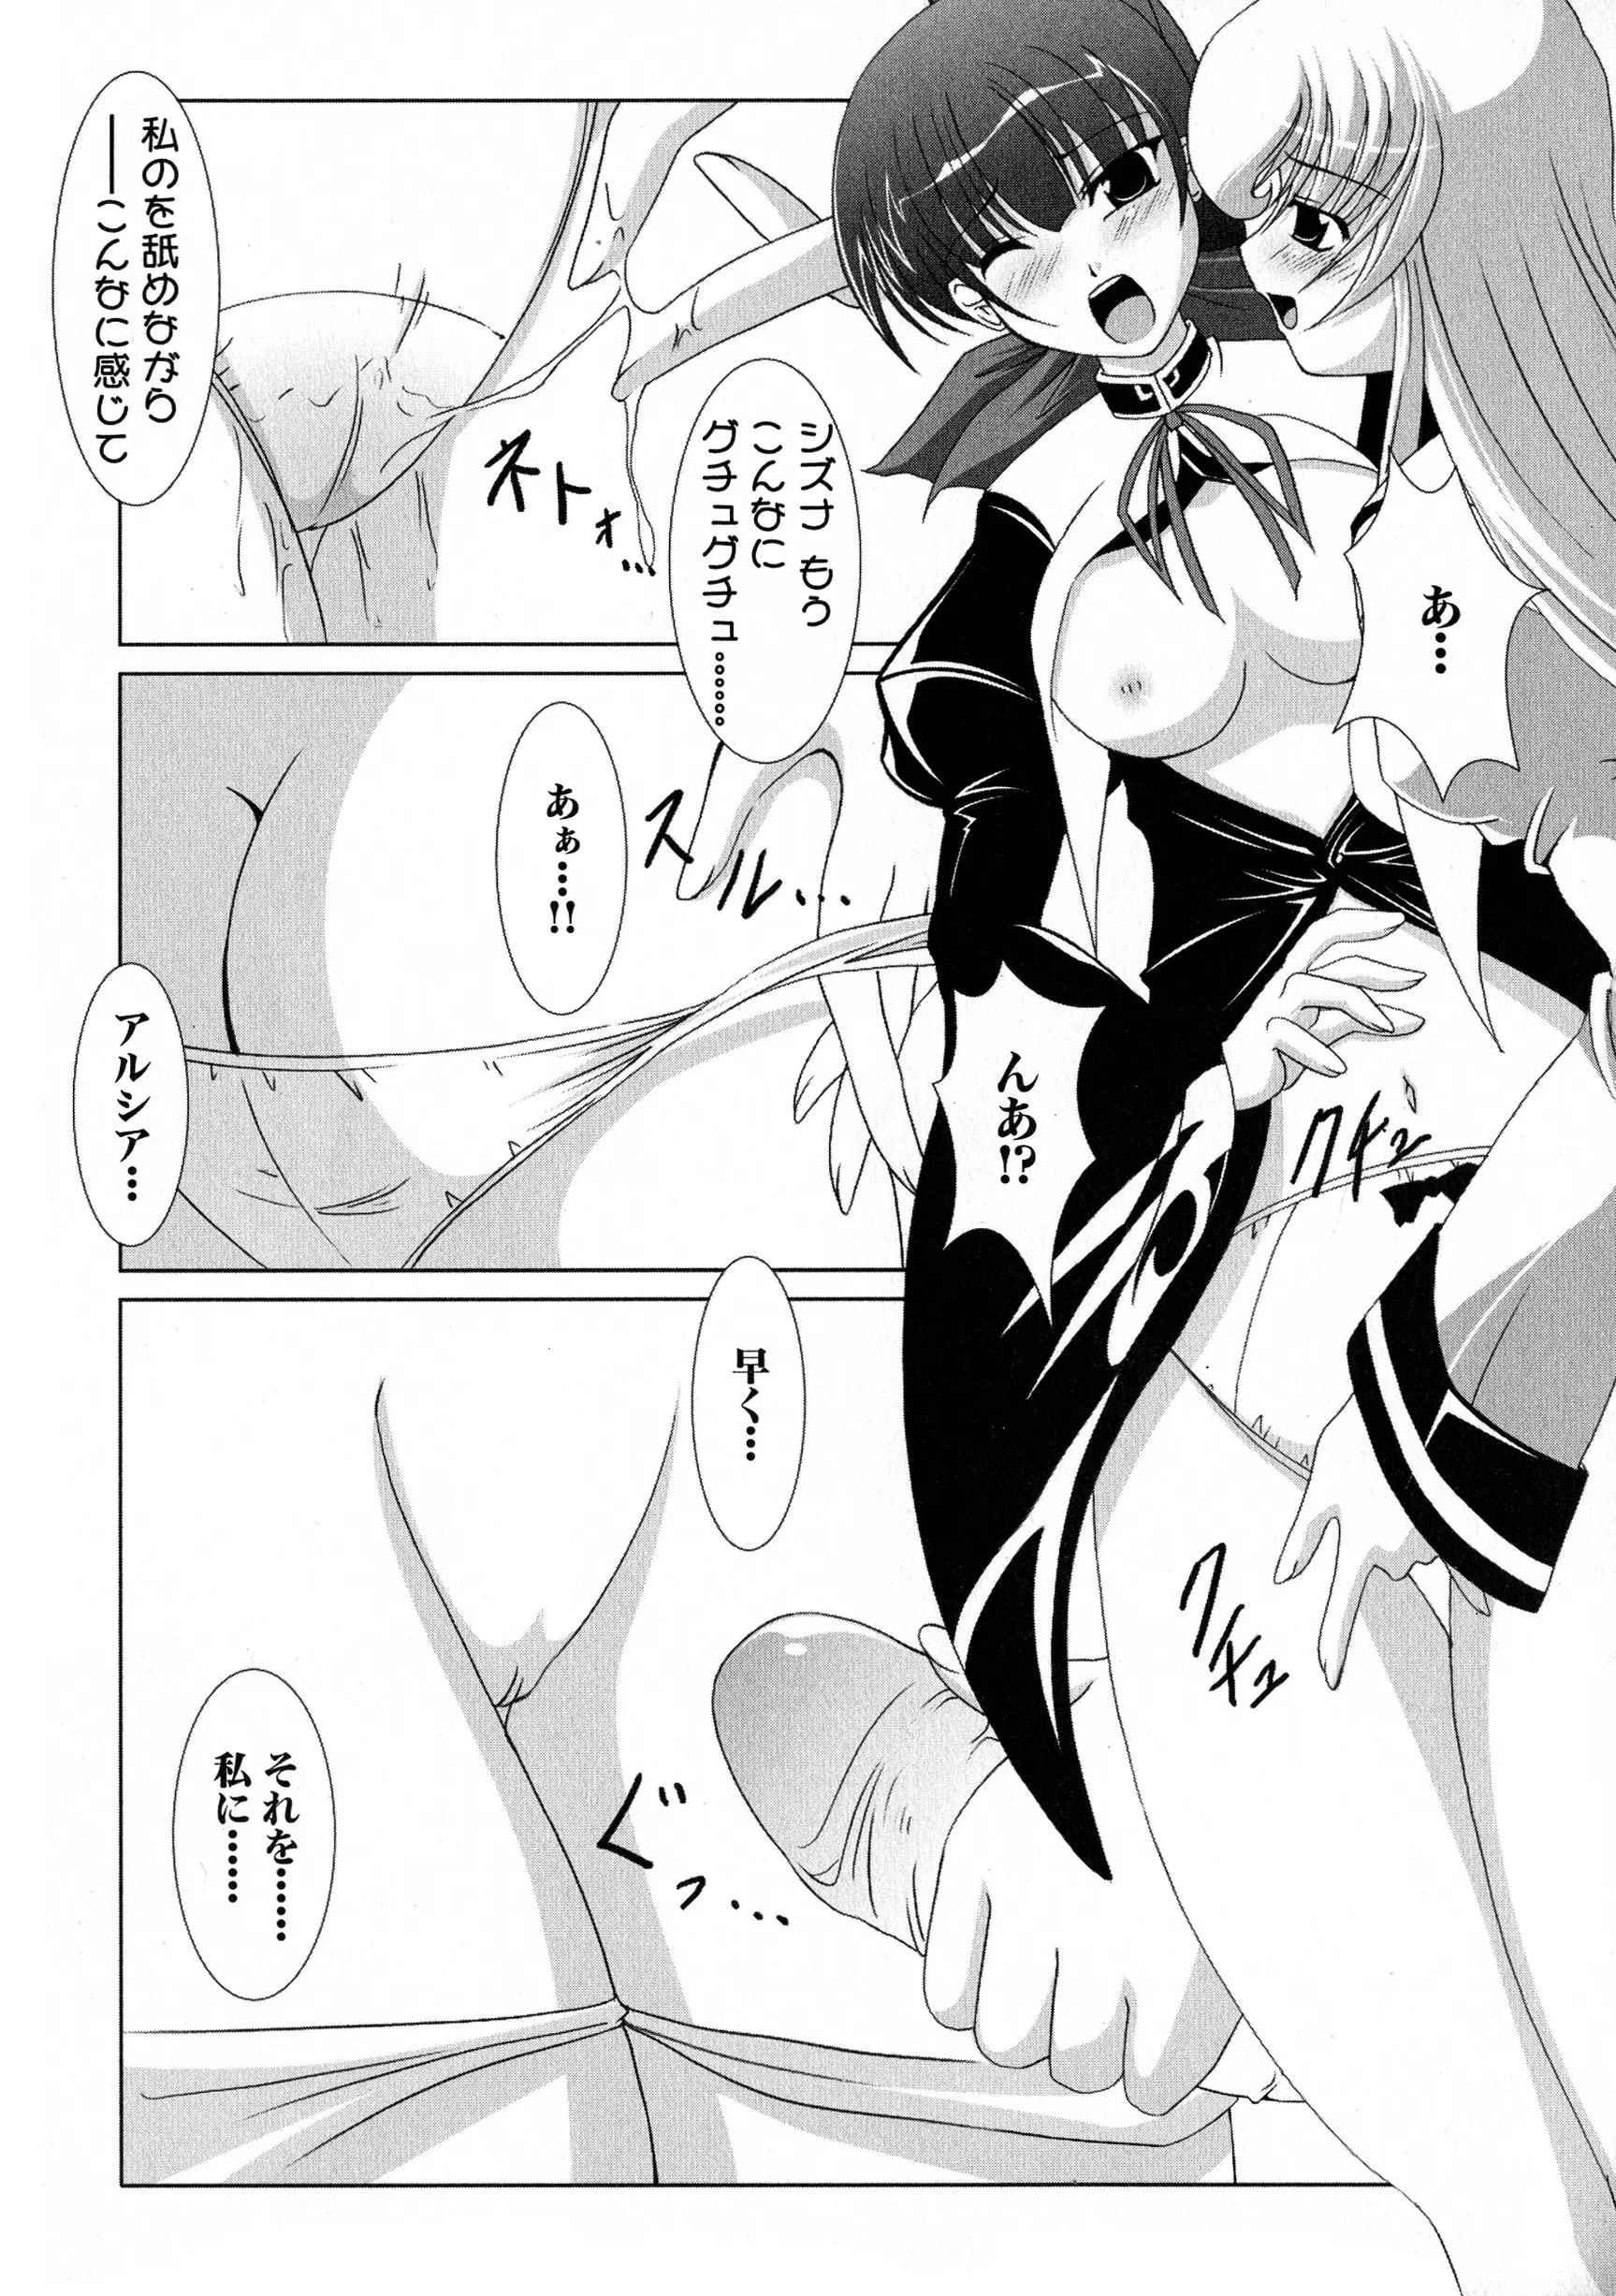 あ…
シズナ もう
こんなに
グチュグチュ……
んあ!?
クチュ
クチュ
私のを舐めながら
──こんなに感じて
ネトォ…
あぁ…!!
スル…
アルシア…
早く…
それを……
私に……
ぐっ…